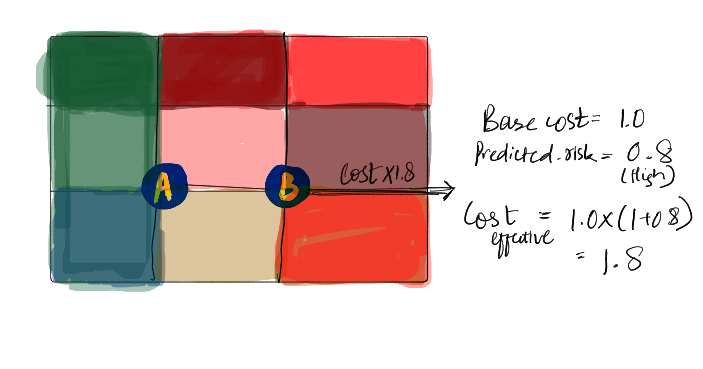 A
B
cost x1.8
Base cost = 1.0
Predicted-risk = 0.8
(High)
Cost effective = 1.0 x (1+0.8)
= 1.8